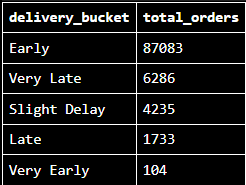 delivery_bucket total_orders
Early 87083
Very Late 6286
Slight Delay 4235
Late 1733
Very Early 104